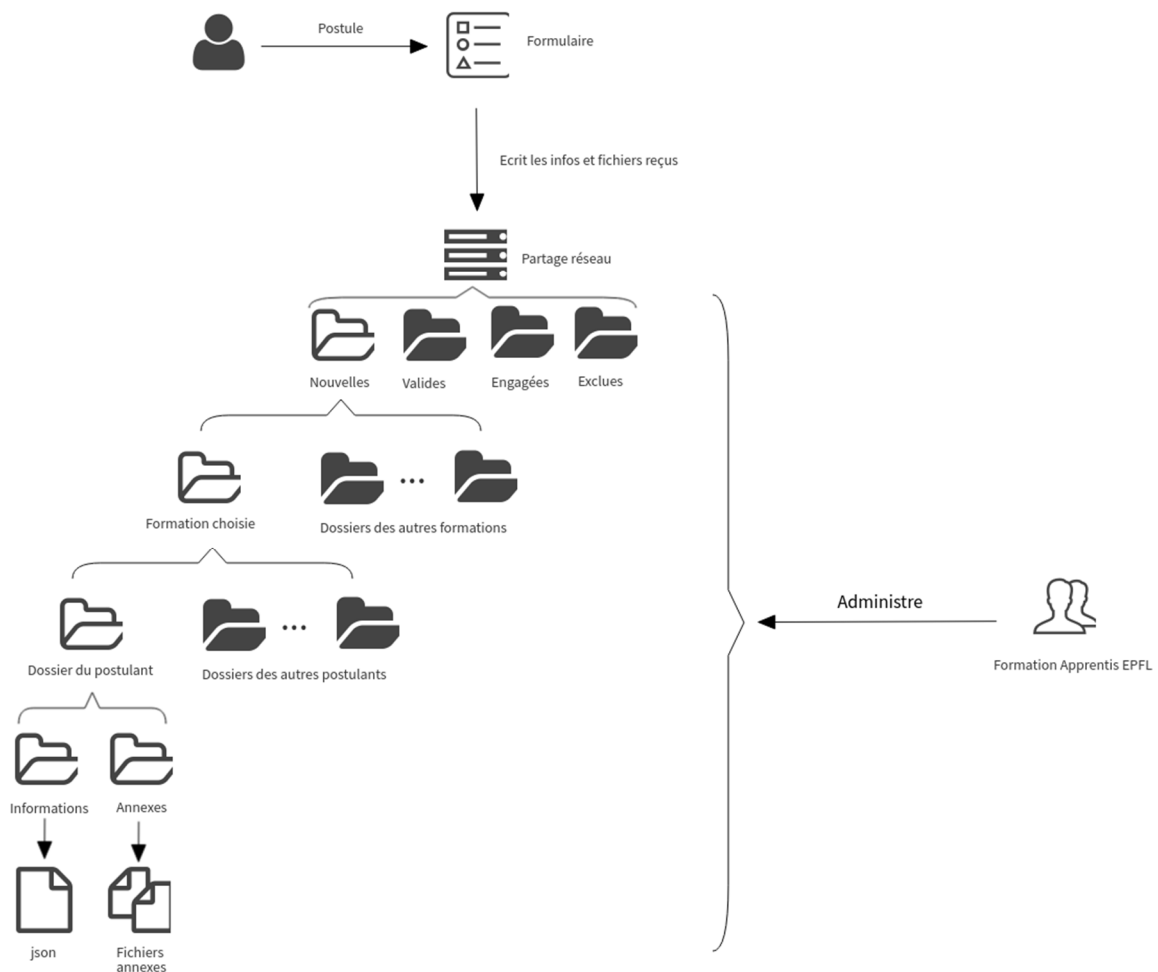 Postule
Formulaire
Ecrit les infos et fichiers reçus
Partage réseau
Nouvelles
Valides
Engagées
Exclues
Formation choisie
Dossiers des autres formations
Administre
Formation Apprentis EPFL
Dossier du postulant
Dossiers des autres postulants
Informations
Annexes
json
Fichiers
annexes